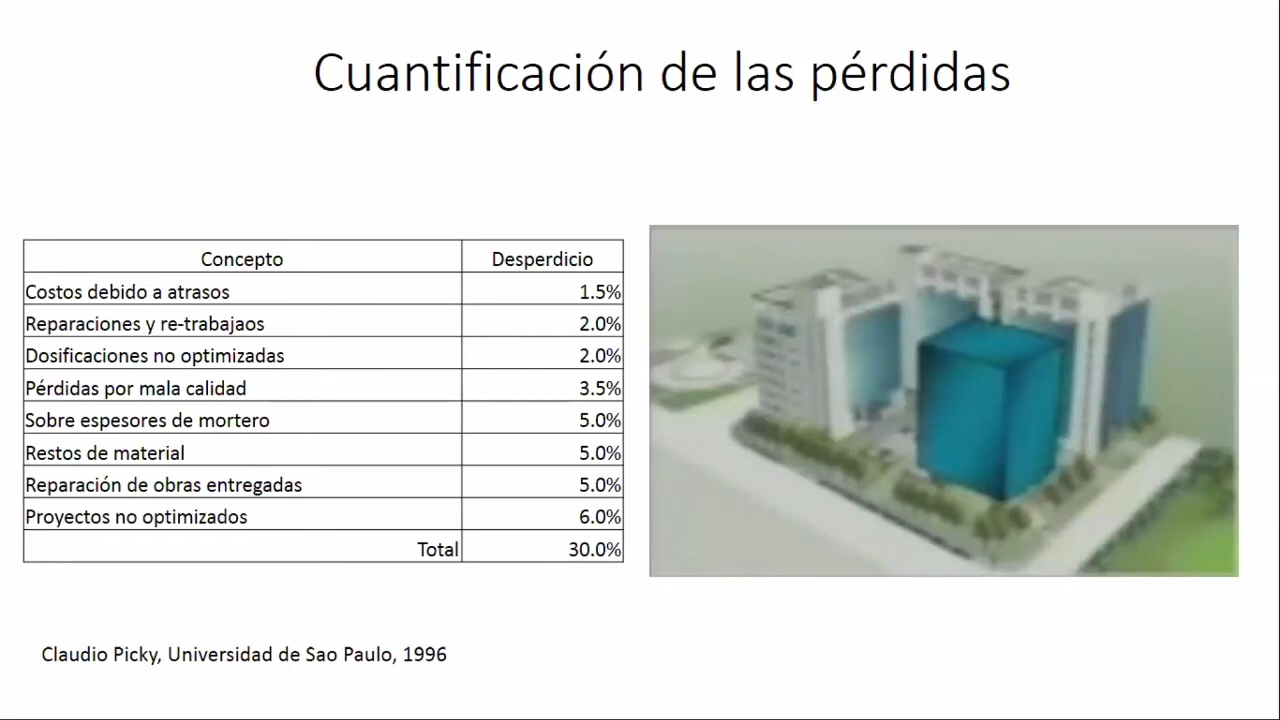 Cuantificación de las pérdidas
Concepto Desperdicio
Costos debido a atrasos 1.5%
Reparaciones y re-trabajaos 2.0%
Dosificaciones no optimizadas 2.0%
Pérdidas por mala calidad 3.5%
Sobre espesores de mortero 5.0%
Restos de material 5.0%
Reparación de obras entregadas 5.0%
Proyectos no optimizados 6.0%
Total 30.0%
Claudio Picky, Universidad de Sao Paulo, 1996